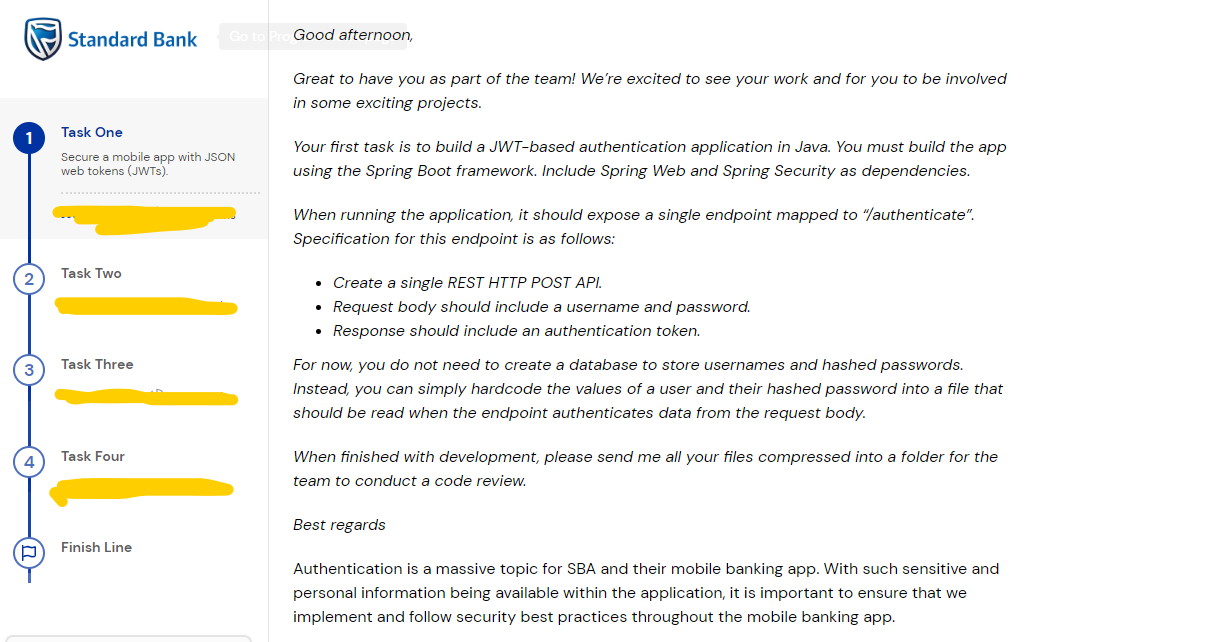 Standard Bank
1
Task One
Secure a mobile app with JSON
web tokens (JWTs).
2
Task Two
3
Task Three
4
Task Four
Finish Line
Go to
Good afternoon,
Great to have you as part of the team! We’re excited to see your work and for you to be involved
in some exciting projects.
Your first task is to build a JWT-based authentication application in Java. You must build the app
using the Spring Boot framework. Include Spring Web and Spring Security as dependencies.
When running the application, it should expose a single endpoint mapped to “/authenticate”.
Specification for this endpoint is as follows:
• Create a single REST HTTP POST API.
• Request body should include a username and password.
• Response should include an authentication token.
For now, you do not need to create a database to store usernames and hashed passwords.
Instead, you can simply hardcode the values of a user and their hashed password into a file that
should be read when the endpoint authenticates data from the request body.
When finished with development, please send me all your files compressed into a folder for the
team to conduct a code review.
Best regards
Authentication is a massive topic for SBA and their mobile banking app. With such sensitive and
personal information being available within the application, it is important to ensure that we
implement and follow security best practices throughout the mobile banking app.